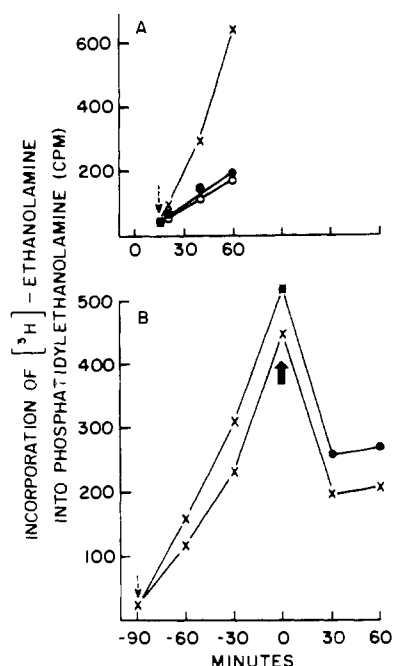 INCORPORATION OF [³H]-ETHANOLAMINE
INTO PHOSPHATIDYLETHANOLAMINE (CPM)
A
600
400
200
0 30 60
B
500
400
300
200
100
-90 -60 -30 0 30 60
MINUTES